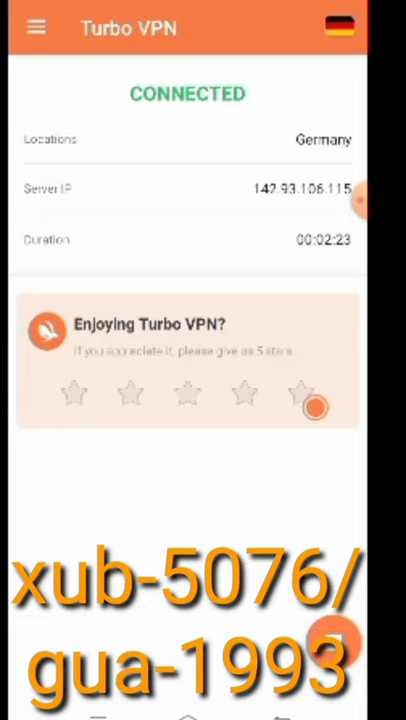 Turbo VPN
CONNECTED
Locations Germany
Server IP 142.93.106.115
Duration 00:02:23
Enjoying Turbo VPN?
If you appreciate it, please give us 5 stars.
xub-5076/
gua-1993